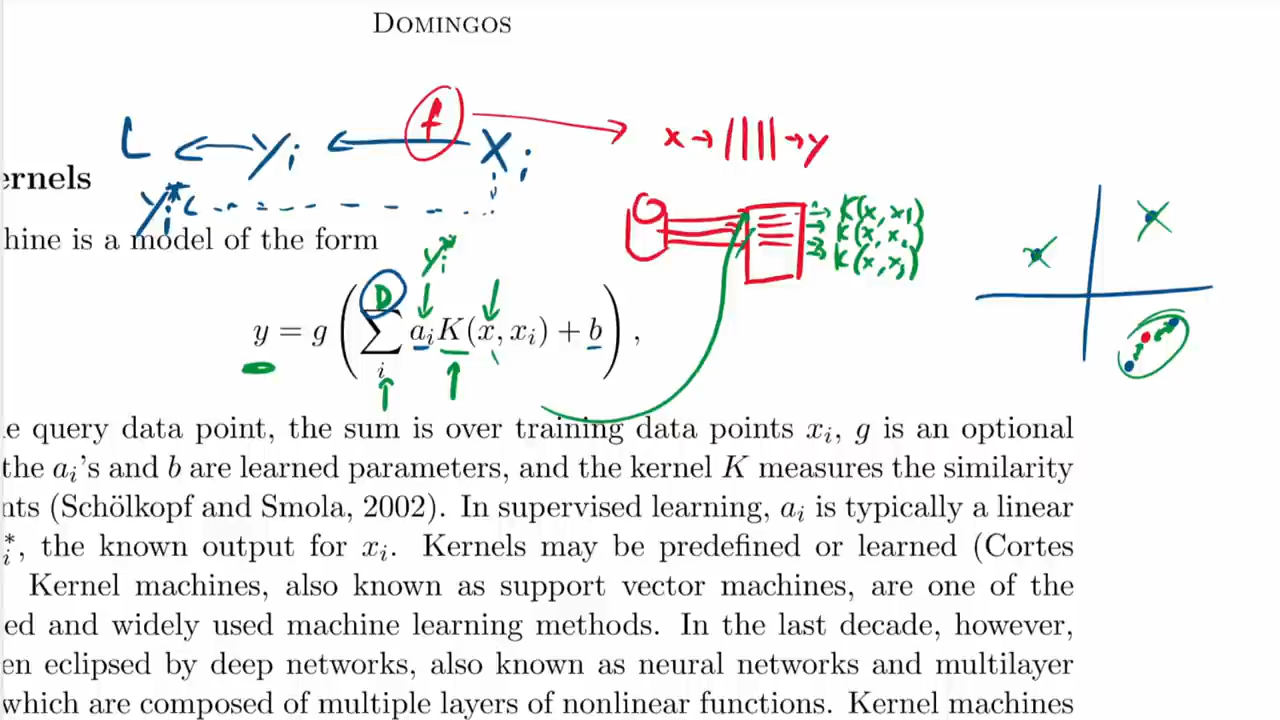 DOMINGOS
f
L ← yi ← Xi
x → |||| → y
ernels
yi*
K(x, x1)
hine is a model of the form
K(x, x
yi*
K(x, x
D
y = g ( ∑i aiK(x, xi) + b ) ,
e query data point, the sum is over training data points xi, g is an optional
the ai's and b are learned parameters, and the kernel K measures the similarity
nts (Schölkopf and Smola, 2002). In supervised learning, ai is typically a linear
i*, the known output for xi. Kernels may be predefined or learned (Cortes
Kernel machines, also known as support vector machines, are one of the
ed and widely used machine learning methods. In the last decade, however,
en eclipsed by deep networks, also known as neural networks and multilayer
which are composed of multiple layers of nonlinear functions. Kernel machines